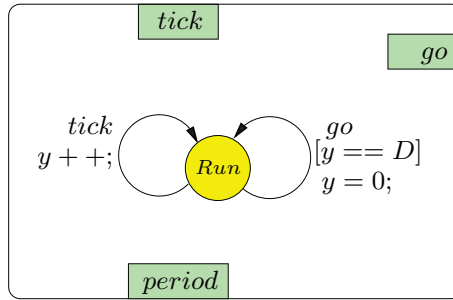 tick
go
tick
y + +;
Run
go
[y == D]
y = 0;
period